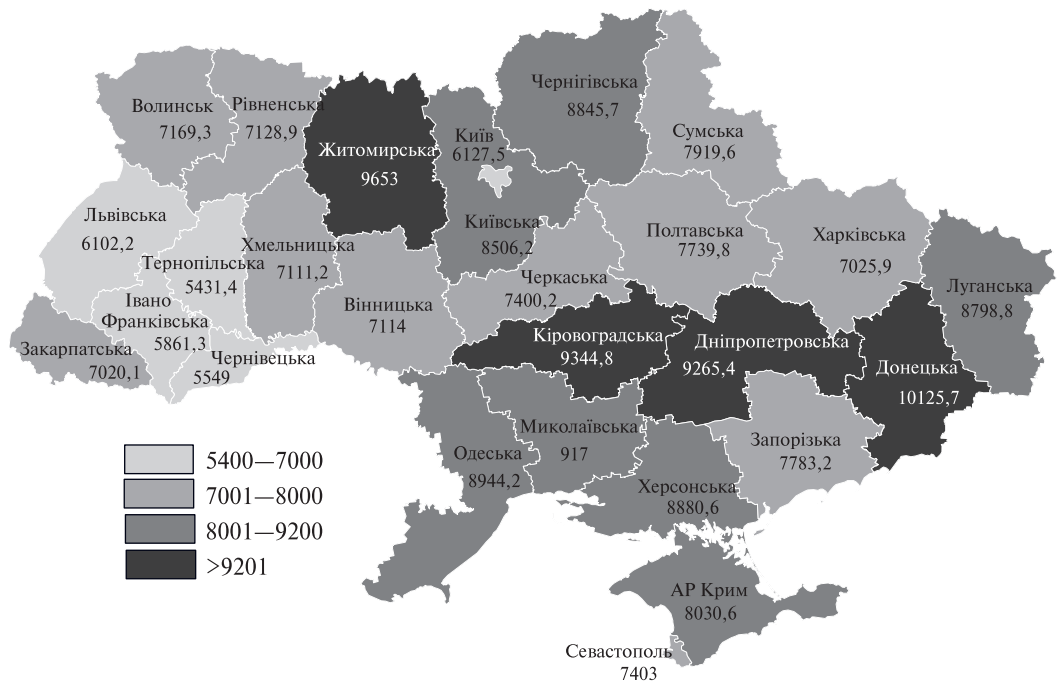 Волинськ
7169,3
Рівненська
7128,9
Житомирська
9653
Київ
6127,5
Чернігівська
8845,7
Сумська
7919,6
Львівська
6102,2
Тернопільська
5431,4
Хмельницька
7111,2
Київська
8506,2
Полтавська
7739,8
Харківська
7025,9
Луганська
8798,8
Івано
Франківська
5861,3
Закарпатська
7020,1
Чернівецька
5549
Вінницька
7114
Черкаська
7400,2
Кіровоградська
9344,8
Дніпропетровська
9265,4
Донецька
10125,7
Одеська
8944,2
Миколаївська
917
Запорізька
7783,2
Херсонська
8880,6
АР Крим
8030,6
Севастополь
7403
5400—7000
7001—8000
8001—9200
>9201